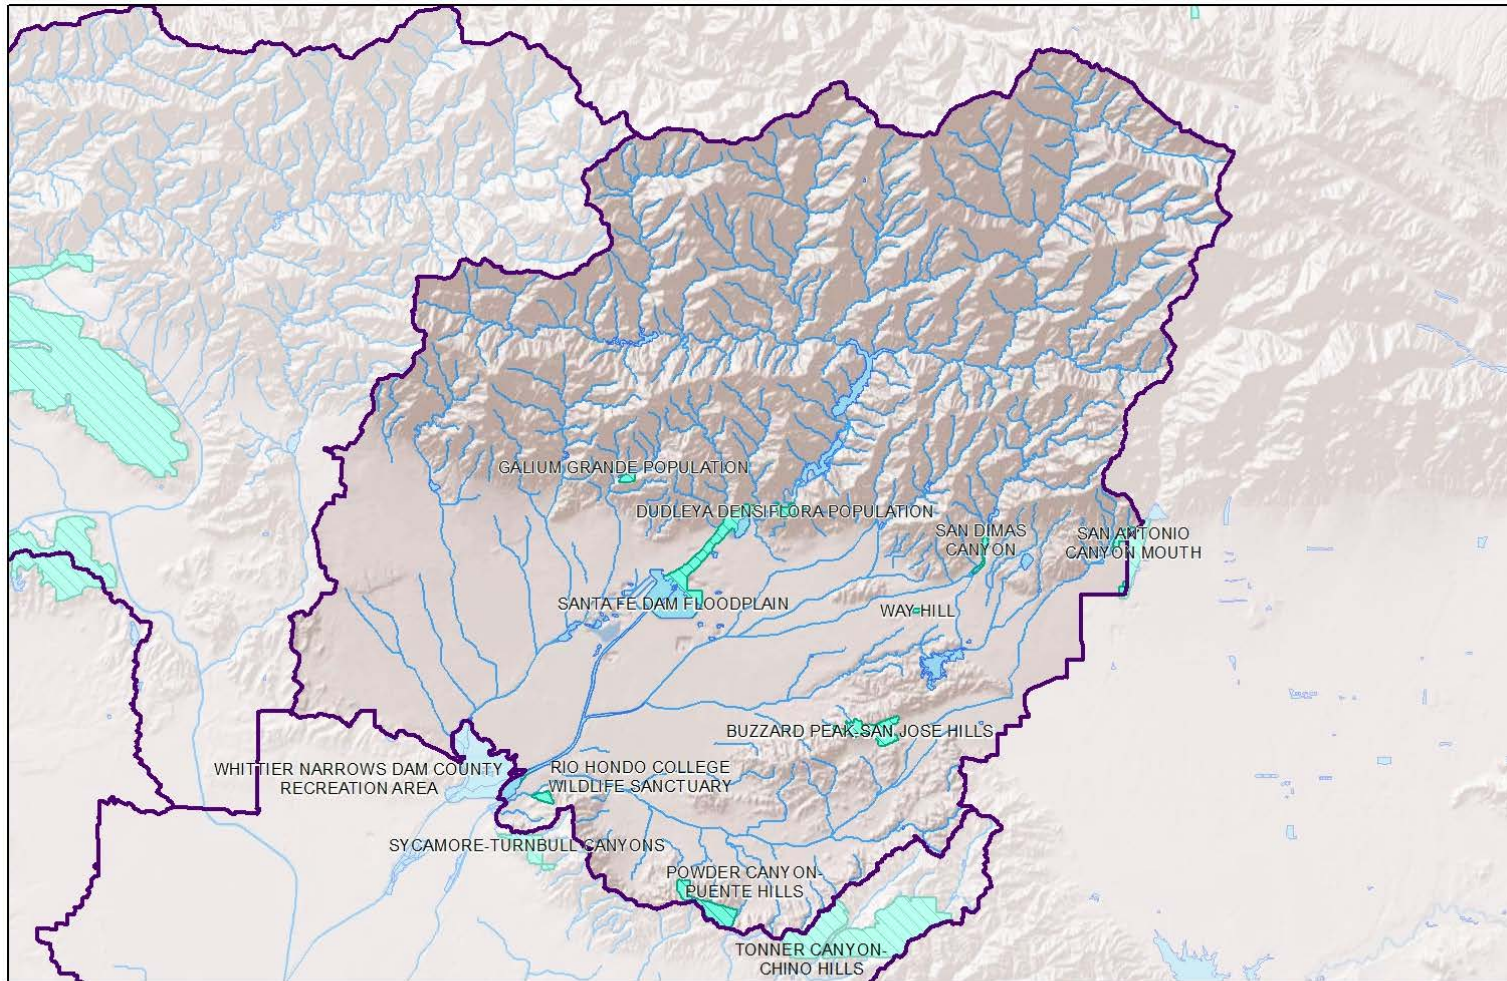 GALIUM GRANDE POPULATION
DUDLEYA DENSIFLORA POPULATION
SAN DIMAS
CANYON
SAN ANTONIO
CANYON MOUTH
SANTA FE DAM FLOODPLAIN
WAY HILL
BUZZARD PEAK,SAN JOSE HILLS
WHITTIER NARROWS DAM COUNTY
RECREATION AREA
RIO HONDO COLLEGE
WILDLIFE SANCTUARY
SYCAMORE-TURNBULL CANYONS
POWDER CANYON-
PUENTE HILLS
TONNER CANYON-
CHINO HILLS